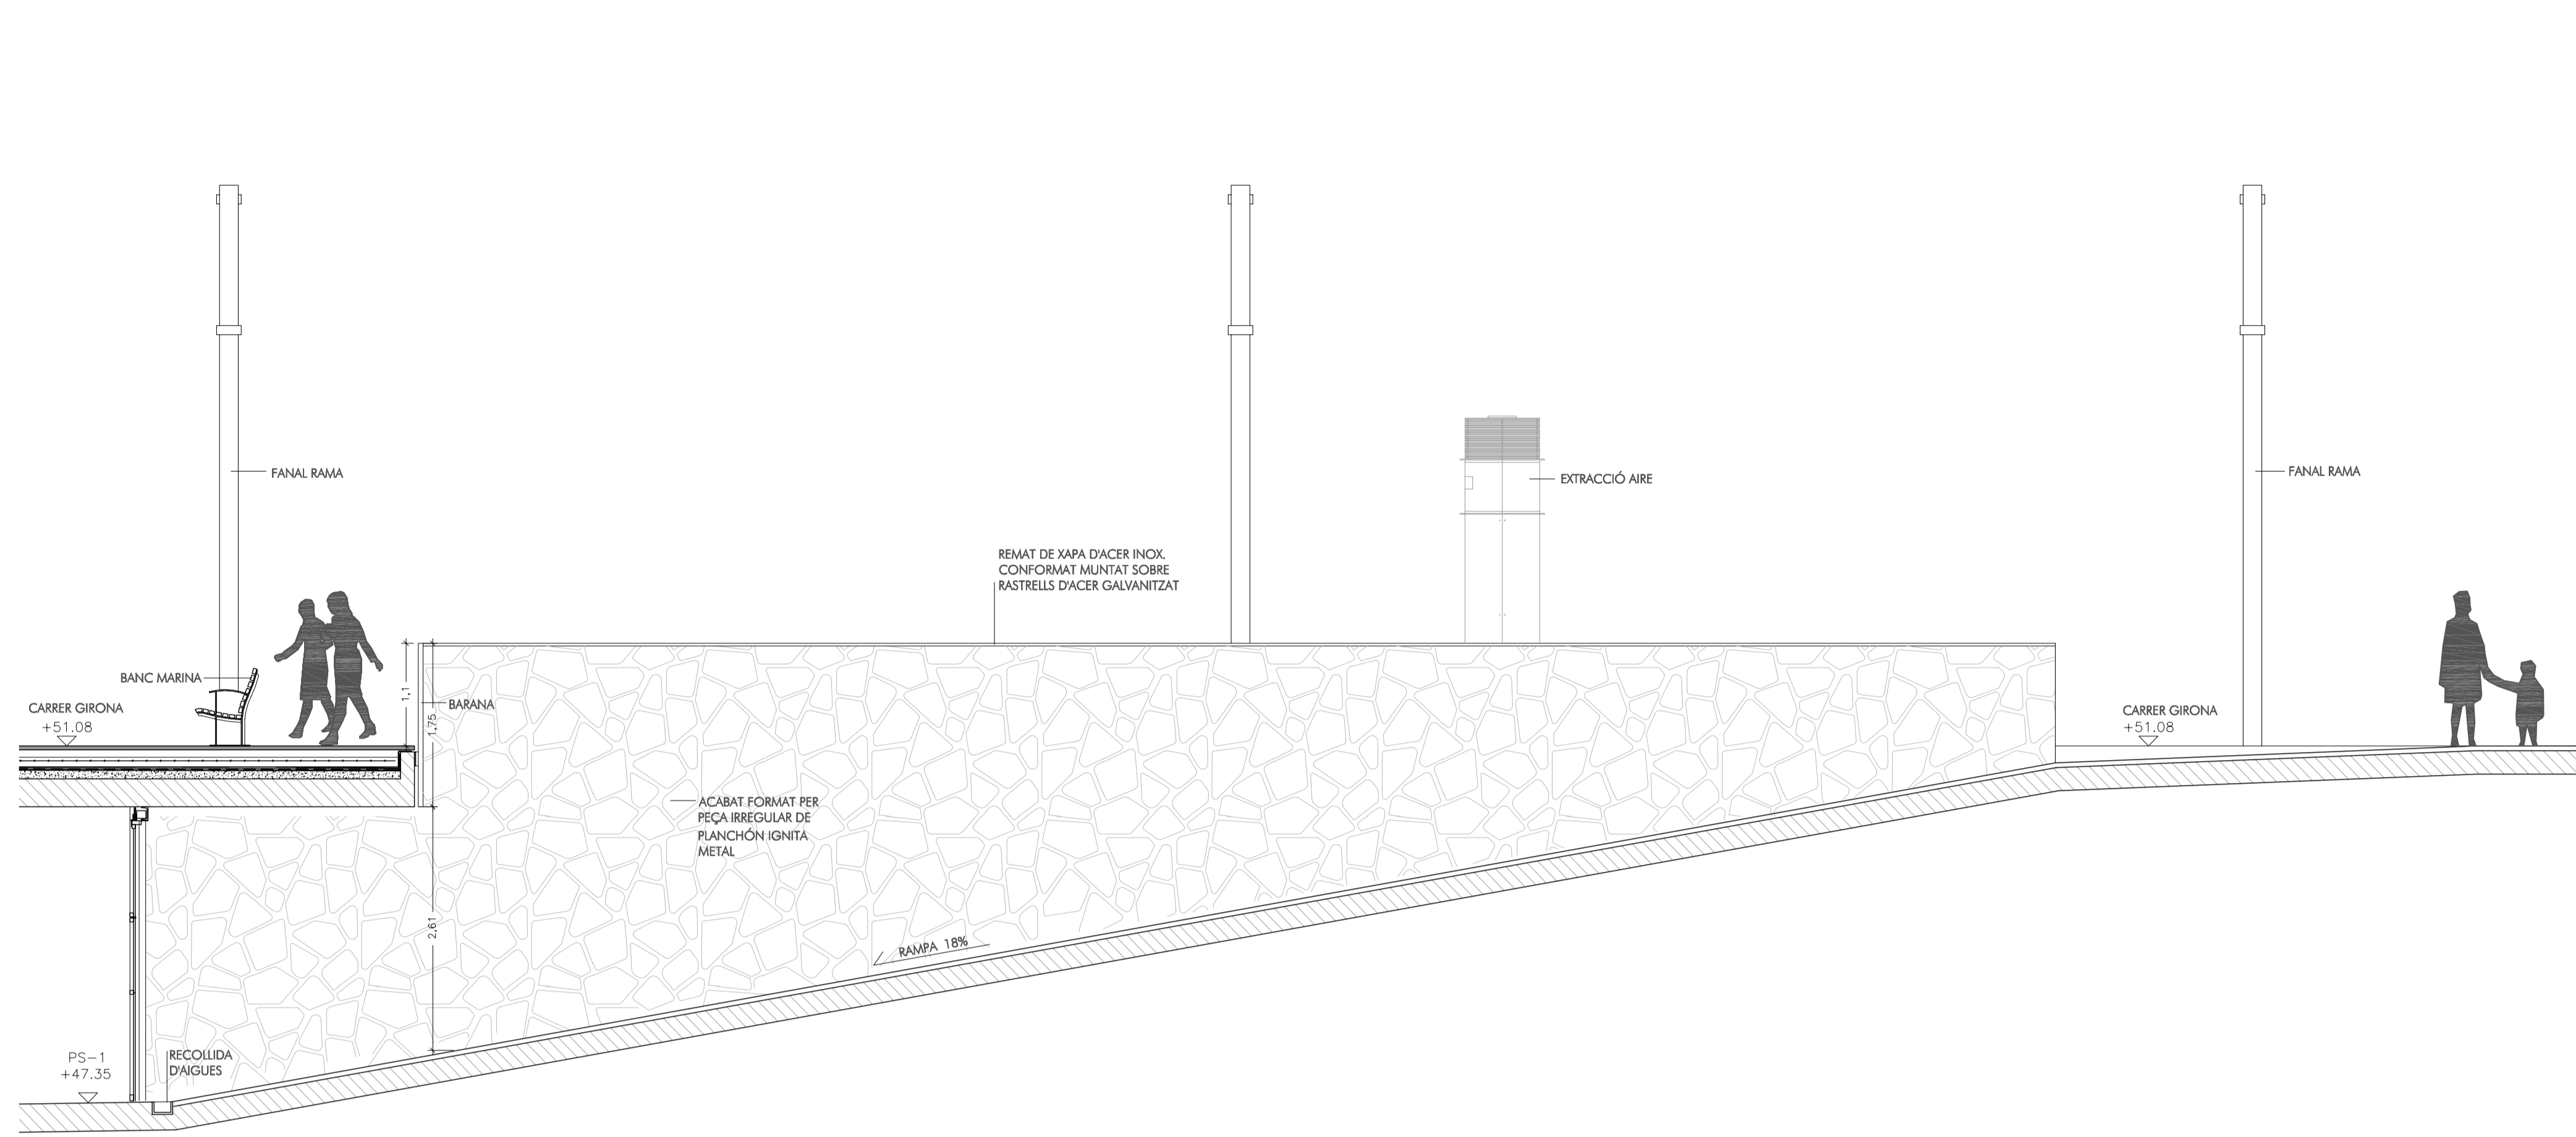 FANAL RAMA
EXTRACCIÓ AIRE
FANAL RAMA
REMAT DE XAPA D'ACER INOX.
CONFORMAT MUNTAT SOBRE
RASTRELLS D'ACER GALVANITZAT
BANC MARINA
CARRER GIRONA
+51.08
1,1
BARANA
1,75
CARRER GIRONA
+51.08
ACABAT FORMAT PER
PEÇA IRREGULAR DE
PLANCHÓN IGNITA
METAL
2,61
RAMPA 18%
PS-1
+47.35
RECOLLIDA
D'AIGUES